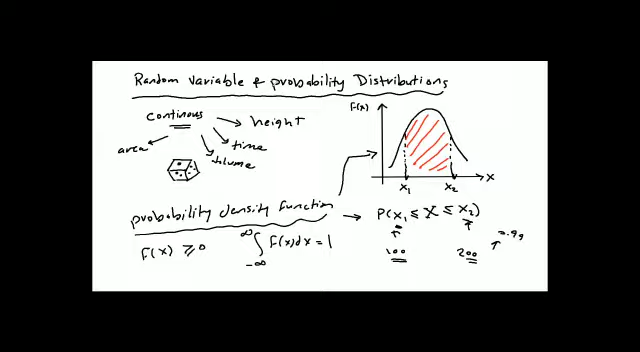 Random Variable & probability Distributions
continous
height
area
time
volume
F(x)
x₁ x₂ x
probability density function
P(x₁ ≤ X ≤ x₂)
F(x) ≥ 0
∫ F(x)dx = 1
∞
-∞
100
200